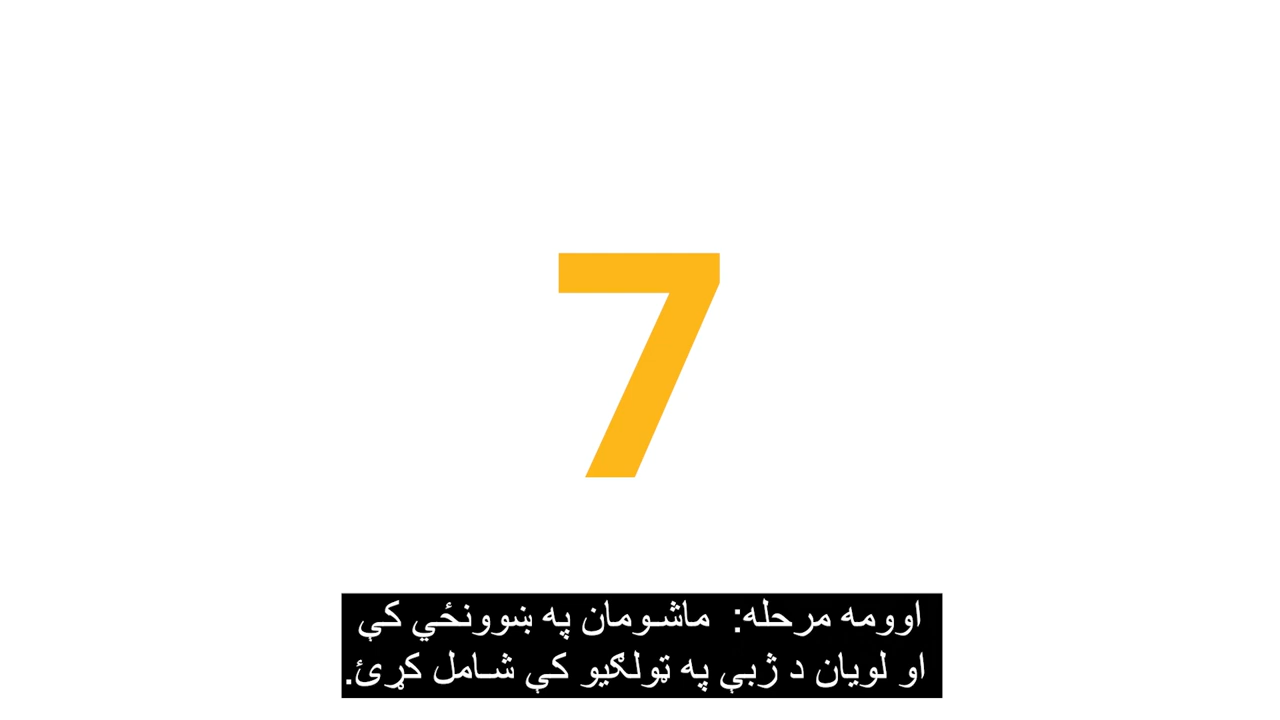 7
اوومه مرحله:  ماشومان په ښوونځي کې
او لویان د ژبې په ټولګیو کې شامل کړئ.